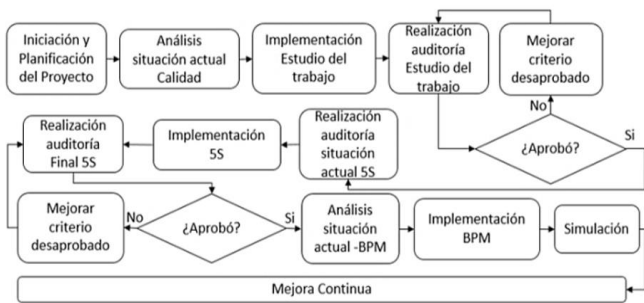 Iniciación y
Planificación
del Proyecto
Análisis
situación actual
Calidad
Implementación
Estudio del
trabajo
Realización
auditoría
Estudio del
trabajo
Mejorar
criterio
desaprobado
No
¿Aprobó?
Si
Realización
auditoría
Final 5S
Implementación
5S
Realización
auditoría
situación
actual 5S
Mejorar
criterio
desaprobado
No
¿Aprobó?
Si
Análisis
situación
actual -BPM
Implementación
BPM
Simulación
Mejora Continua